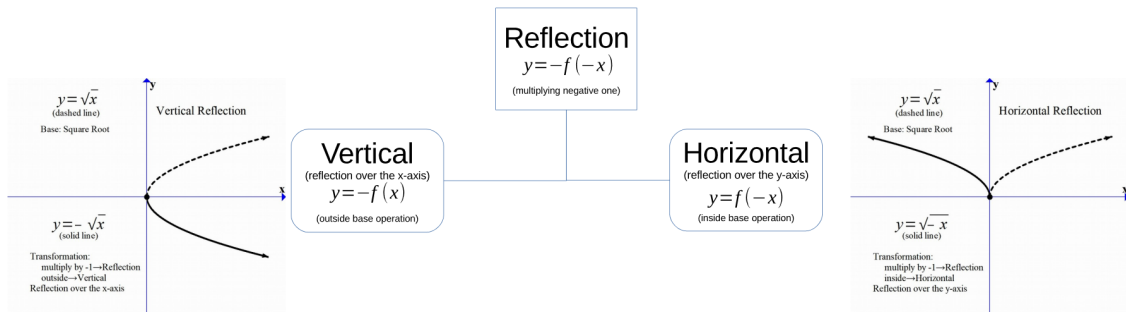 Reflection
y=−f(−x)
(multiplying negative one)
Vertical
(reflection over the x-axis)
y=−f(x)
(outside base operation)
Horizontal
(reflection over the y-axis)
y=f(−x)
(inside base operation)
y
y=√x
(dashed line)
Vertical Reflection
Base: Square Root
x
y=- √x
(solid line)
Transformation:
multiply by -1→Reflection
outside→Vertical
Reflection over the x-axis
y
y=√x
(dashed line)
Horizontal Reflection
Base: Square Root
x
y=√- x
(solid line)
Transformation:
multiply by -1→Reflection
inside→Horizontal
Reflection over the y-axis